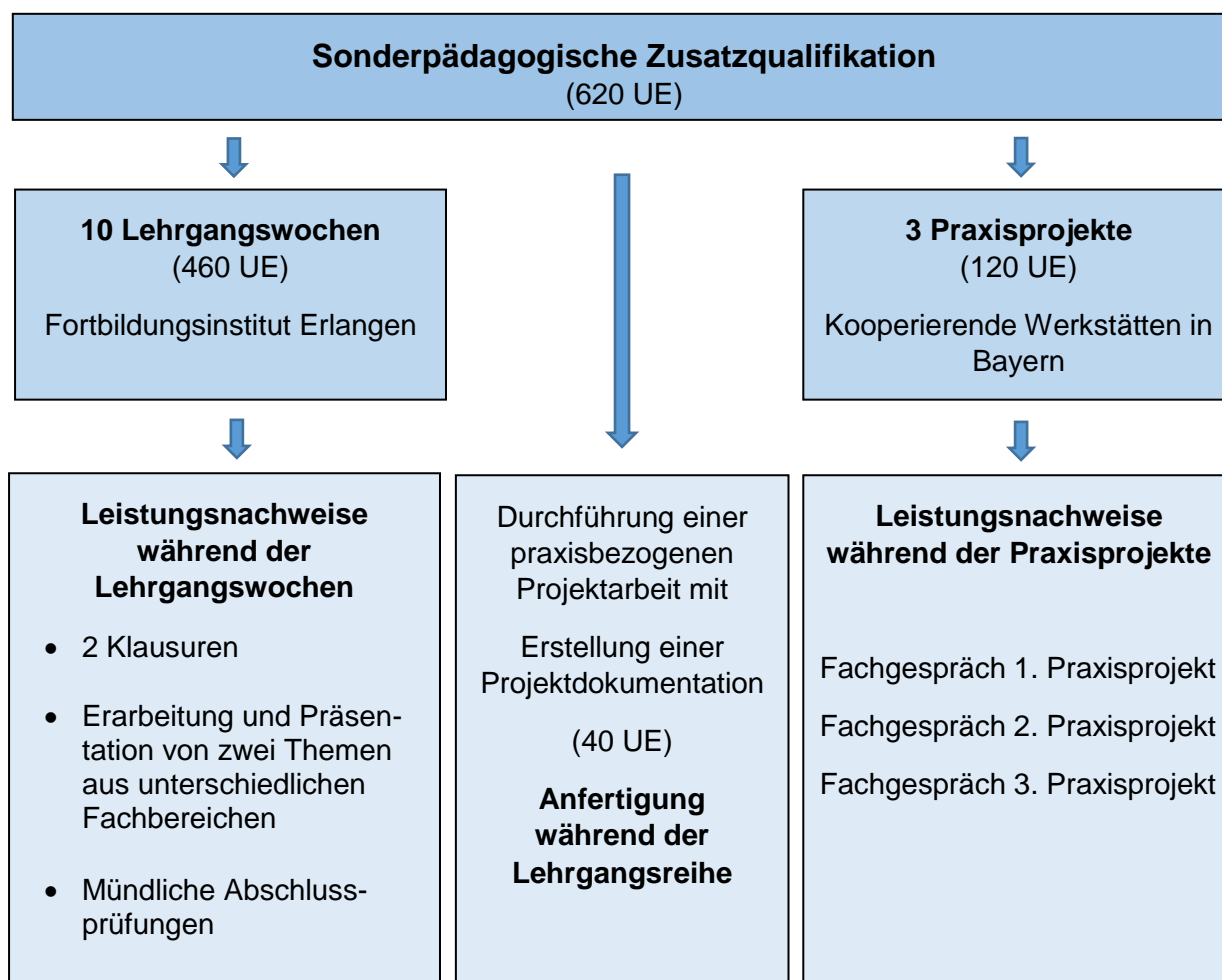 Sonderpädagogische Zusatzqualifikation
(620 UE)
10 Lehrgangswochen
(460 UE)
Fortbildungsinstitut Erlangen
3 Praxisprojekte
(120 UE)
Kooperierende Werkstätten in
Bayern
Leistungsnachweise
während der
Lehrgangswochen
• 2 Klausuren
• Erarbeitung und Präsen-
tation von zwei Themen
aus unterschiedlichen
Fachbereichen
• Mündliche Abschluss-
prüfungen
Durchführung einer
praxisbezogenen
Projektarbeit mit
Erstellung einer
Projektdokumentation
(40 UE)
Anfertigung
während der
Lehrgangsreihe
Leistungsnachweise
während der Praxisprojekte
Fachgespräch 1. Praxisprojekt
Fachgespräch 2. Praxisprojekt
Fachgespräch 3. Praxisprojekt